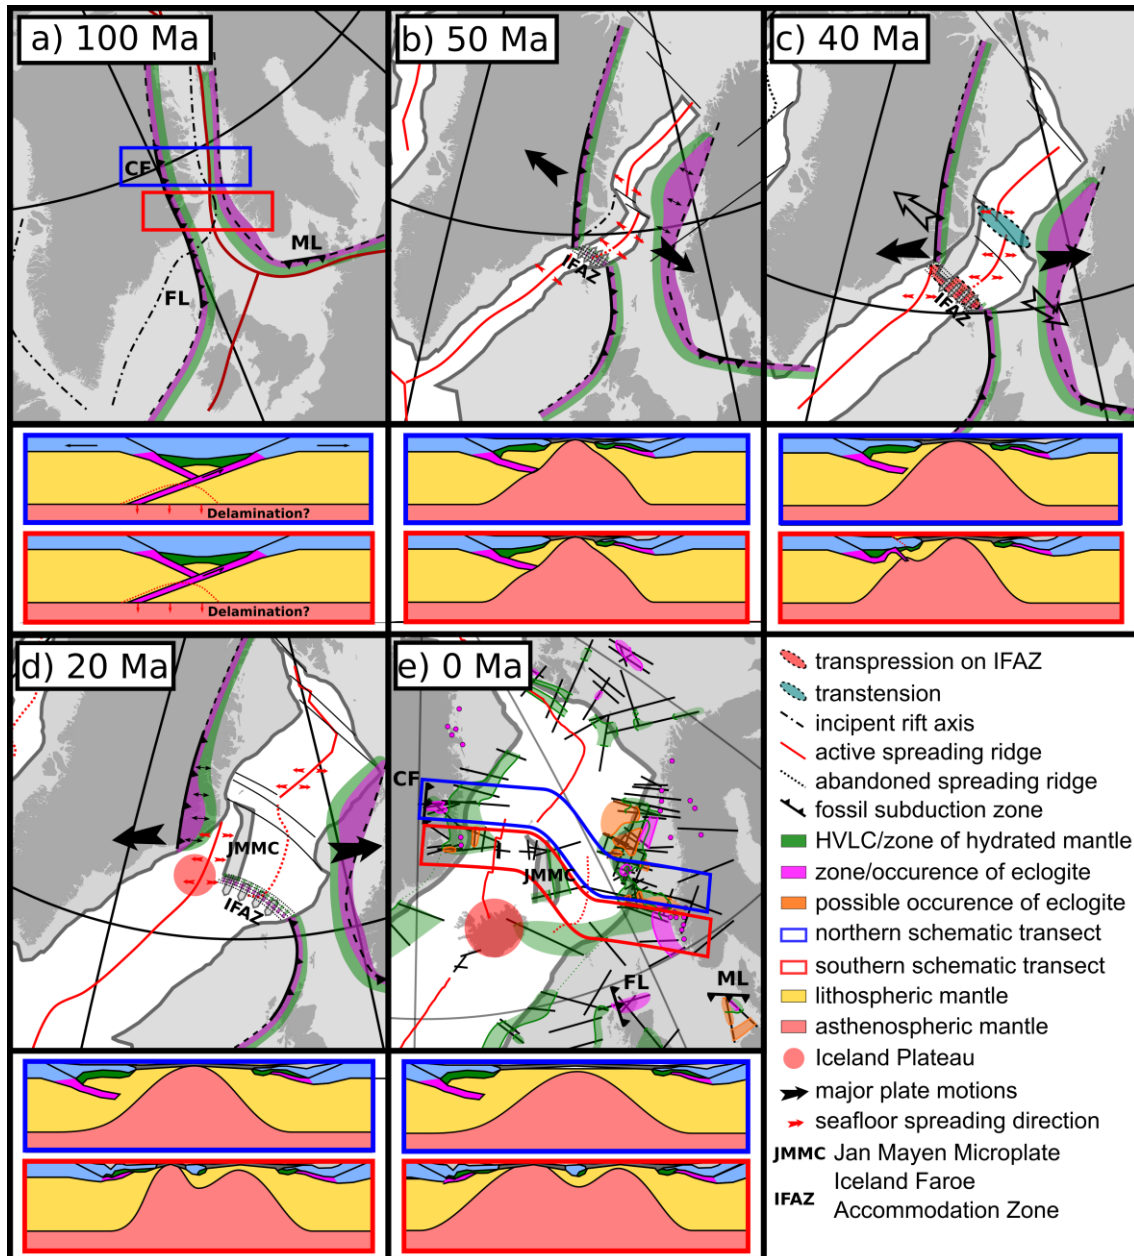 a) 100 Ma
CF
FL
ML
Delamination?
Delamination?
b) 50 Ma
IFAZ
c) 40 Ma
IFAZ
d) 20 Ma
JMMC
IFAZ
e) 0 Ma
CF
JMMC
FL
ML
transpression on IFAZ
transtension
incipent rift axis
active spreading ridge
abandoned spreading ridge
fossil subduction zone
HVLC/zone of hydrated mantle
zone/occurence of eclogite
possible occurence of eclogite
northern schematic transect
southern schematic transect
lithospheric mantle
asthenospheric mantle
Iceland Plateau
major plate motions
seafloor spreading direction
JMMC Jan Mayen Microplate
Iceland Faroe
IFAZ
Accommodation Zone